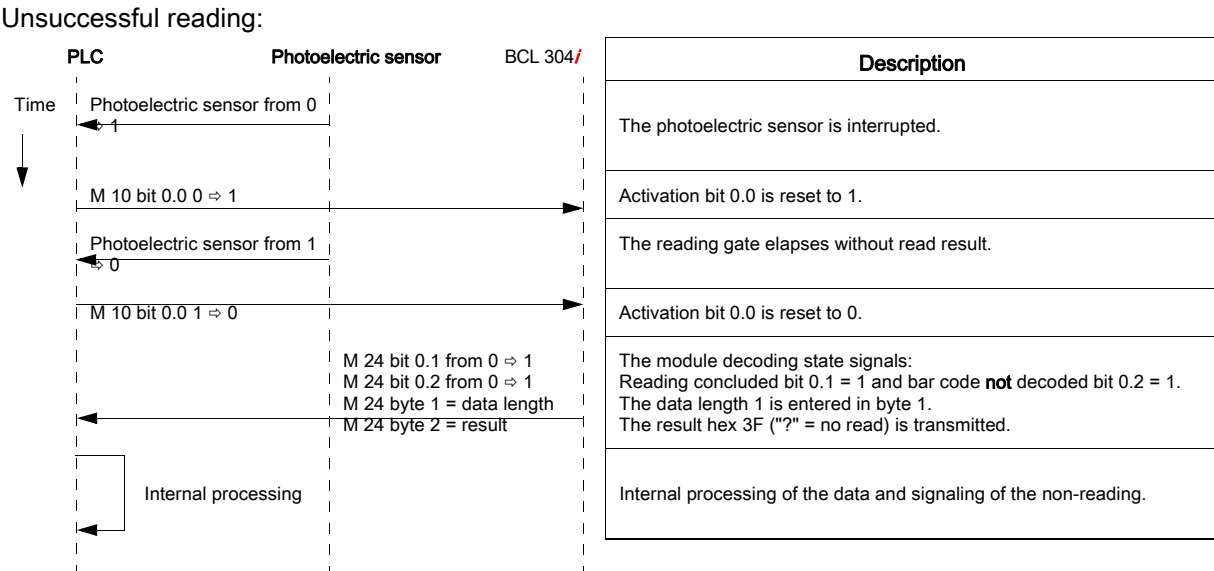 Unsuccessful reading:
PLC
Photoelectric sensor
BCL 304i
Description
Time
Photoelectric sensor from 0
⇨ 1
The photoelectric sensor is interrupted.
M 10 bit 0.0 0 ⇨ 1
Activation bit 0.0 is reset to 1.
Photoelectric sensor from 1
⇨ 0
The reading gate elapses without read result.
M 10 bit 0.0 1 ⇨ 0
Activation bit 0.0 is reset to 0.
M 24 bit 0.1 from 0 ⇨ 1
M 24 bit 0.2 from 0 ⇨ 1
M 24 byte 1 = data length
M 24 byte 2 = result
The module decoding state signals:
Reading concluded bit 0.1 = 1 and bar code not decoded bit 0.2 = 1.
The data length 1 is entered in byte 1.
The result hex 3F ("?" = no read) is transmitted.
Internal processing
Internal processing of the data and signaling of the non-reading.